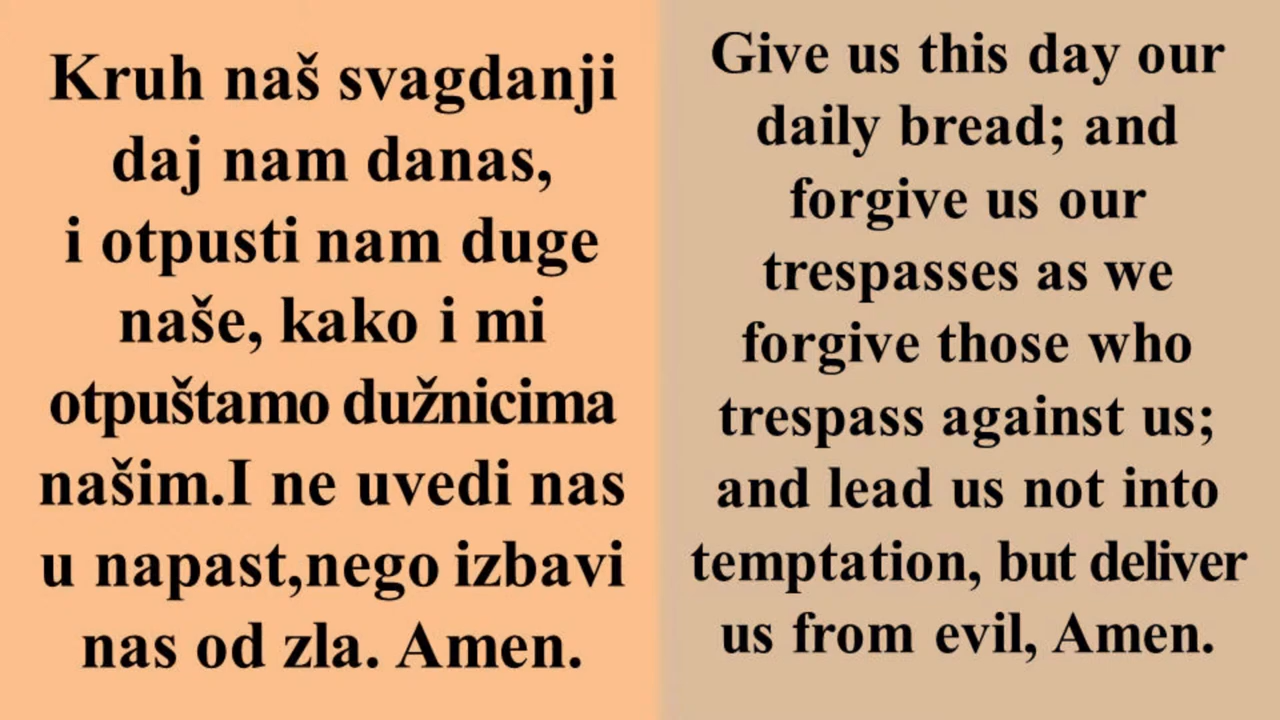 Kruh naš svagdanji
daj nam danas,
i otpusti nam duge
naše, kako i mi
otpuštamo dužnicima
našim.I ne uvedi nas
u napast,nego izbavi
nas od zla. Amen.
Give us this day our
daily bread; and
forgive us our
trespasses as we
forgive those who
trespass against us;
and lead us not into
temptation, but deliver
us from evil, Amen.